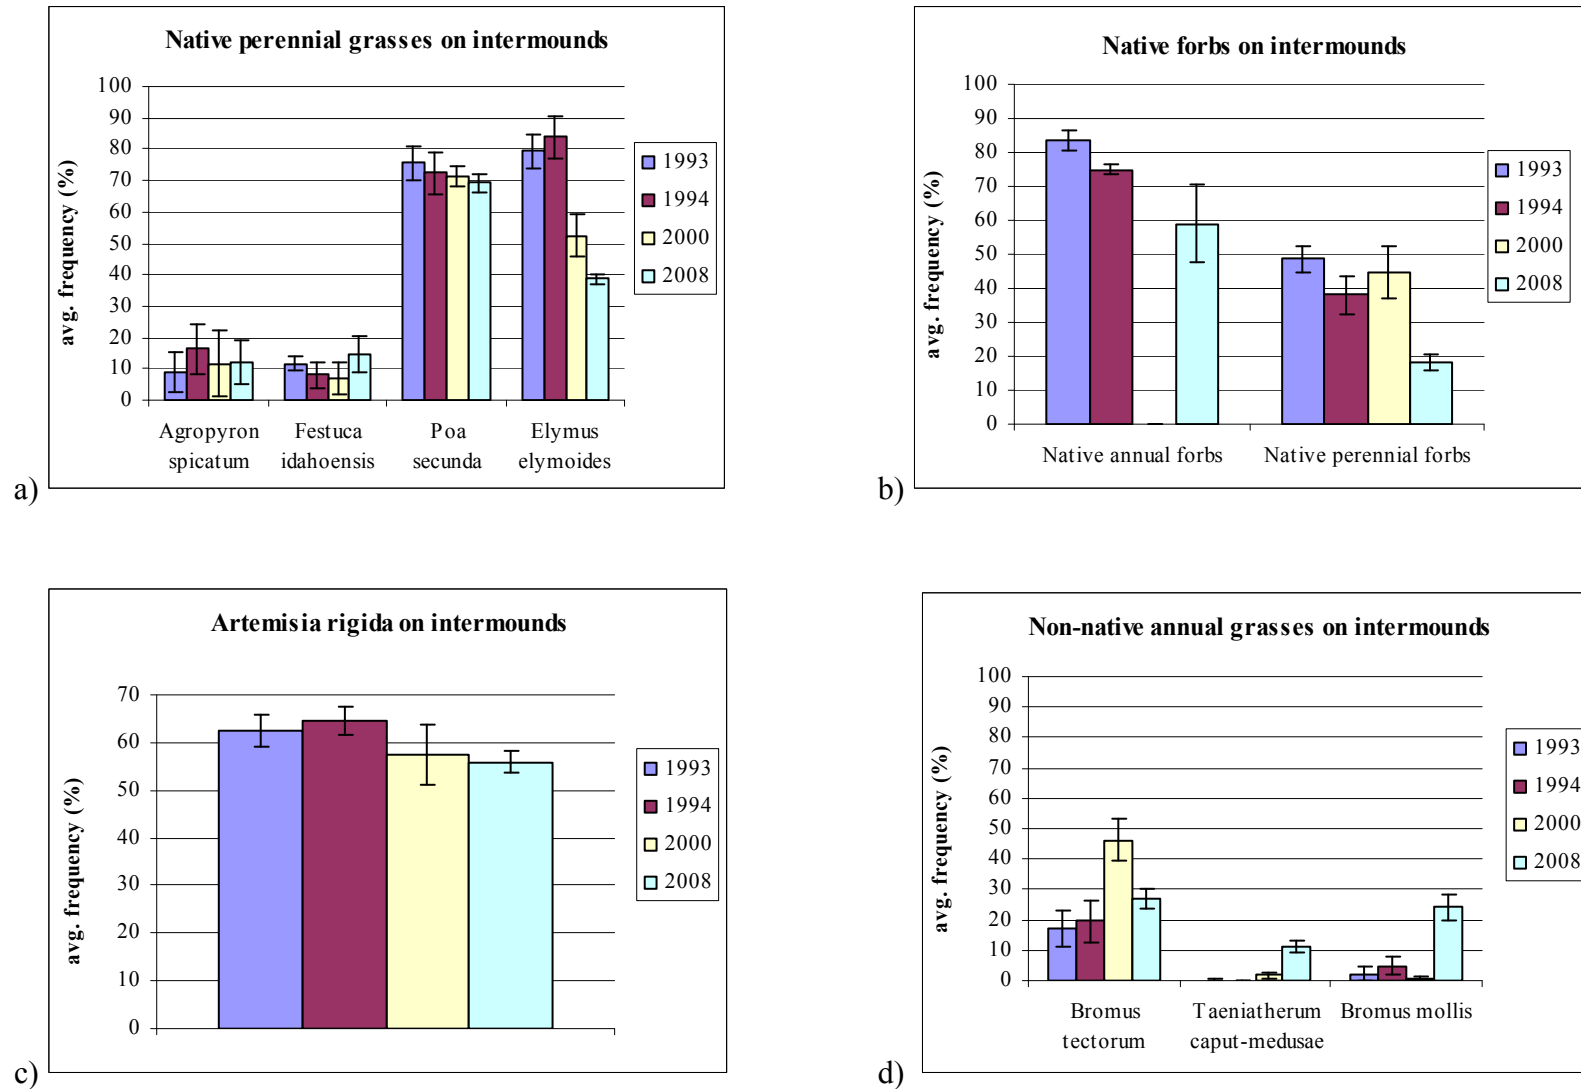 Native perennial grasses on intermounds
100
90
80
70
60
50
40
30
20
10
0
avg. frequency (%)
Agropyron spicatum
Festuca idahoensis
Poa secunda
Elymus elymoides
1993
1994
2000
2008
a)
Native forbs on intermounds
100
90
80
70
60
50
40
30
20
10
0
avg. frequency (%)
Native annual forbs
Native perennial forbs
1993
1994
2000
2008
b)
Artemisia rigida on intermounds
70
60
50
40
30
20
10
0
avg. frequency (%)
1993
1994
2000
2008
c)
Non-native annual grasses on intermounds
100
90
80
70
60
50
40
30
20
10
0
avg. frequency (%)
Bromus tectorum
Taeniatherum caput-medusae
Bromus mollis
1993
1994
2000
2008
d)